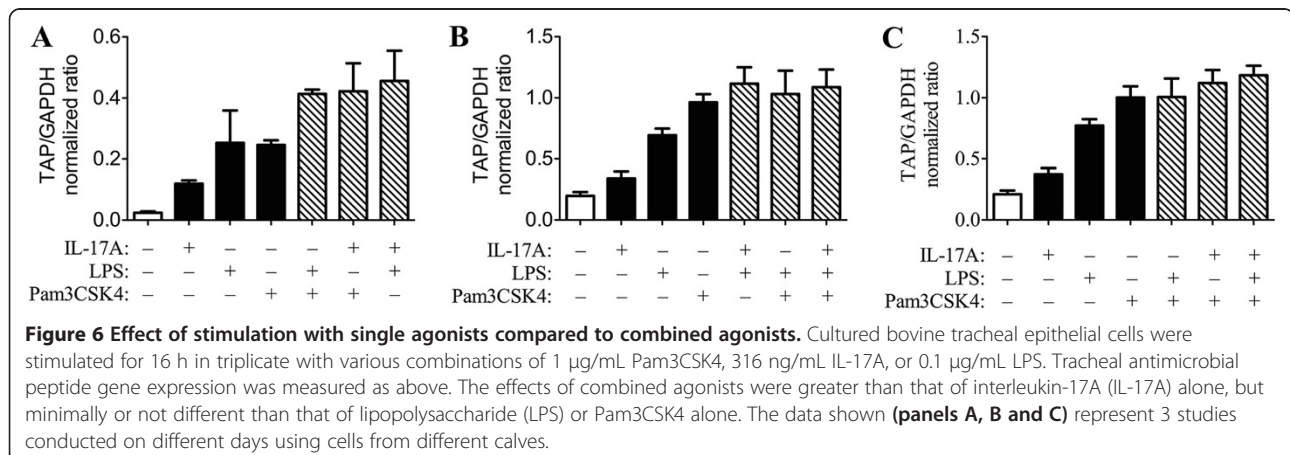 A
TAP/GAPDH
normalized ratio
0.6
0.4
0.2
0.0
IL-17A: – + – – – + +
LPS: – – + – + – +
Pam3CSK4: – – – + + + –
B
TAP/GAPDH
normalized ratio
1.5
1.0
0.5
0.0
IL-17A: – + – – + – +
LPS: – – + – + + +
Pam3CSK4: – – – + – + +
C
TAP/GAPDH
normalized ratio
1.5
1.0
0.5
0.0
IL-17A: – + – – – + +
LPS: – – + – + – +
Pam3CSK4: – – – + + + +
Figure 6 Effect of stimulation with single agonists compared to combined agonists. Cultured bovine tracheal epithelial cells were
stimulated for 16 h in triplicate with various combinations of 1 μg/mL Pam3CSK4, 316 ng/mL IL-17A, or 0.1 μg/mL LPS. Tracheal antimicrobial
peptide gene expression was measured as above. The effects of combined agonists were greater than that of interleukin-17A (IL-17A) alone, but
minimally or not different than that of lipopolysaccharide (LPS) or Pam3CSK4 alone. The data shown (panels A, B and C) represent 3 studies
conducted on different days using cells from different calves.